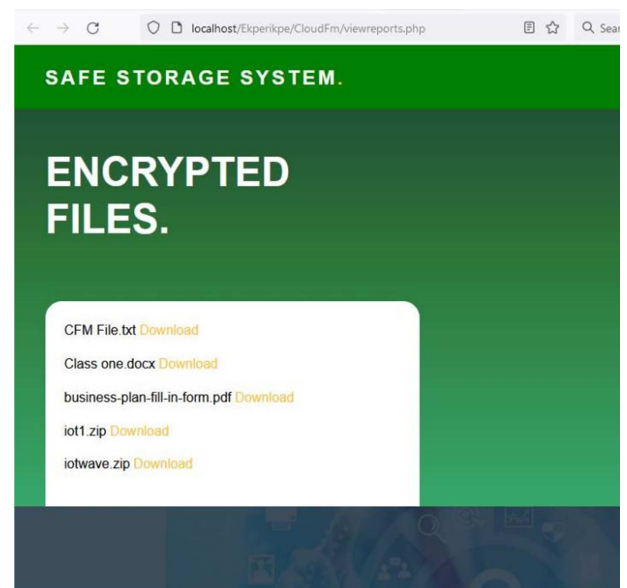 localhost/Ekperikpe/CloudFm/viewreports.php
Sear
SAFE STORAGE SYSTEM.
ENCRYPTED
FILES.
CFM File.txt Download
Class one.docx Download
business-plan-fill-in-form.pdf Download
iot1.zip Download
iotwave.zip Download